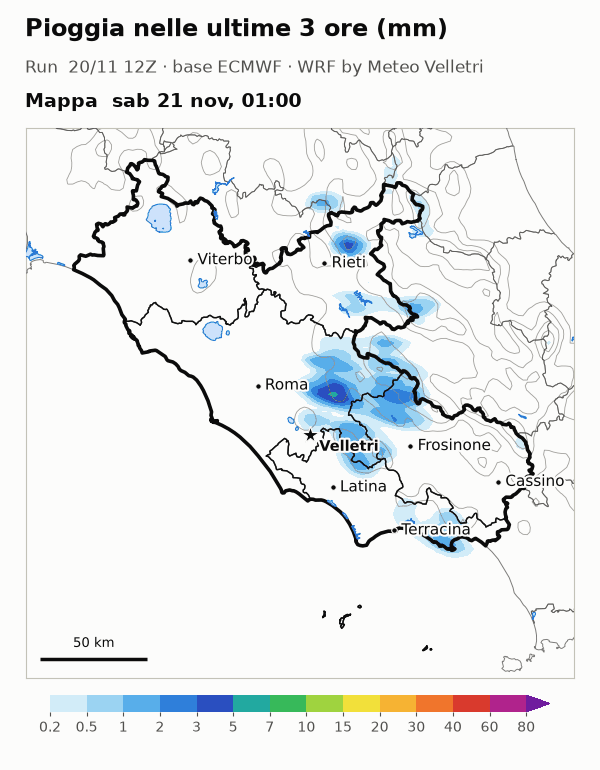 Pioggia nelle ultime 3 ore (mm)
Run  20/11 12Z · base ECMWF · WRF by Meteo Velletri
Mappa  sab 21 nov, 01:00
Viterbo
Rieti
Roma
Velletri
Frosinone
Cassino
Latina
Terracina
50 km
0.2 0.5 1 2 3 5 7 10 15 20 30 40 60 80